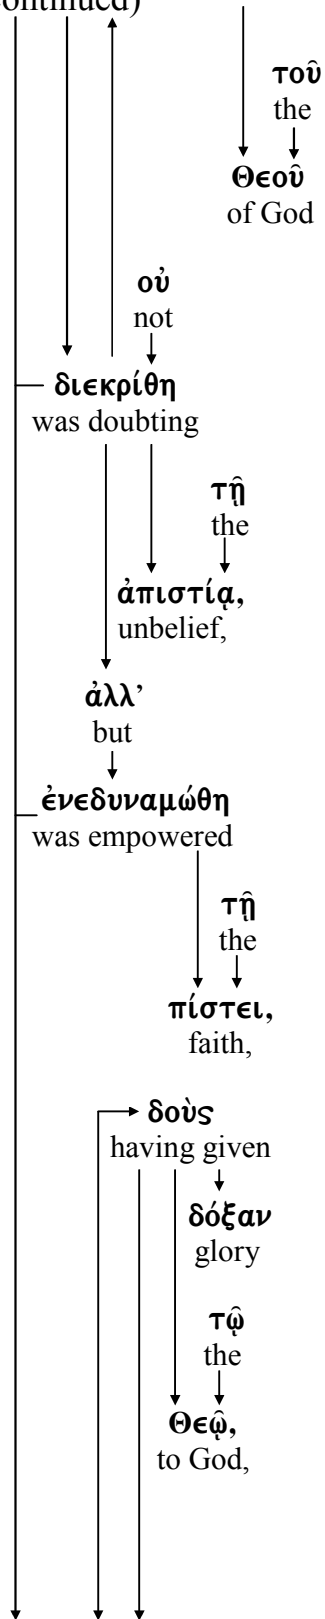 ontinued)
τοῦ
the
Θεοῦ
of God
οὐ
not
διεκρίθη
was doubting
τῇ
the
ἀπιστίᾳ,
unbelief,
ἀλλ’
but
ἐνεδυναμώθη
was empowered
τῇ
the
πίστει,
faith,
δοὺς
having given
δόξαν
glory
τῷ
the
Θεῷ,
to God,